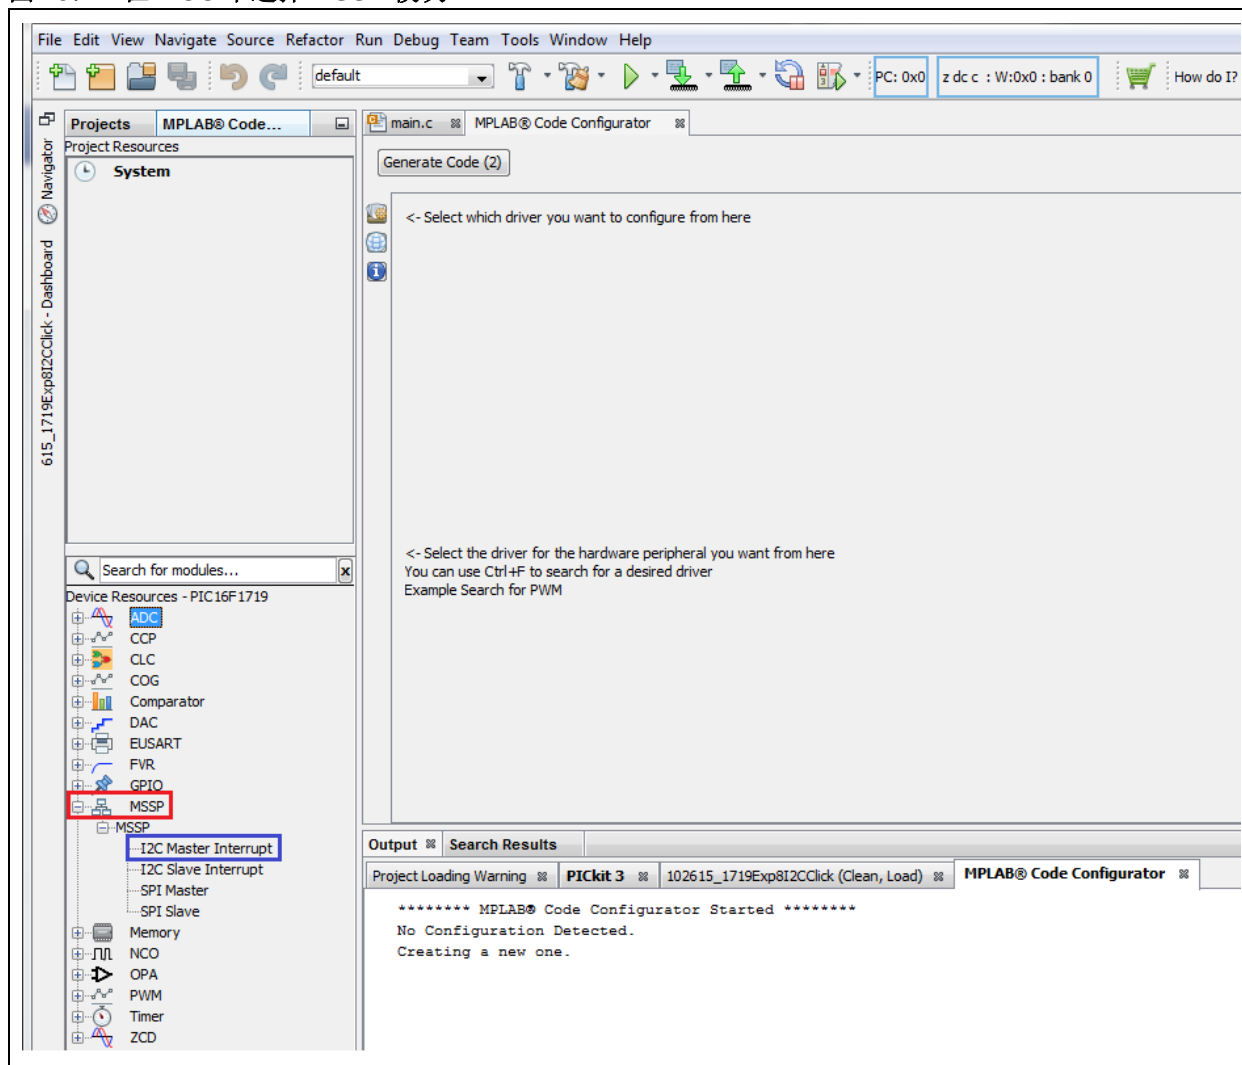 File Edit View Navigate Source Refactor Run Debug Team Tools Window Help
default
PC: 0x0
z dc c : W:0x0 : bank 0
How do I?
Projects
MPLAB® Code...
main.c
MPLAB® Code Configurator
Project Resources
System
Generate Code (2)
<- Select which driver you want to configure from here
Navigator
615_1719Exp8I2CClick - Dashboard
<- Select the driver for the hardware peripheral you want from here
You can use Ctrl+F to search for a desired driver
Example Search for PWM
Search for modules...
x
Device Resources - PIC16F1719
ADC
CCP
CLC
COG
Comparator
DAC
EUSART
FVR
GPIO
MSSP
MSSP
I2C Master Interrupt
I2C Slave Interrupt
SPI Master
SPI Slave
Memory
NCO
OPA
PWM
Timer
ZCD
Output
Search Results
Project Loading Warning
PICkit 3
102615_1719Exp8I2CClick (Clean, Load)
MPLAB® Code Configurator
******** MPLAB® Code Configurator Started ********
No Configuration Detected.
Creating a new one.